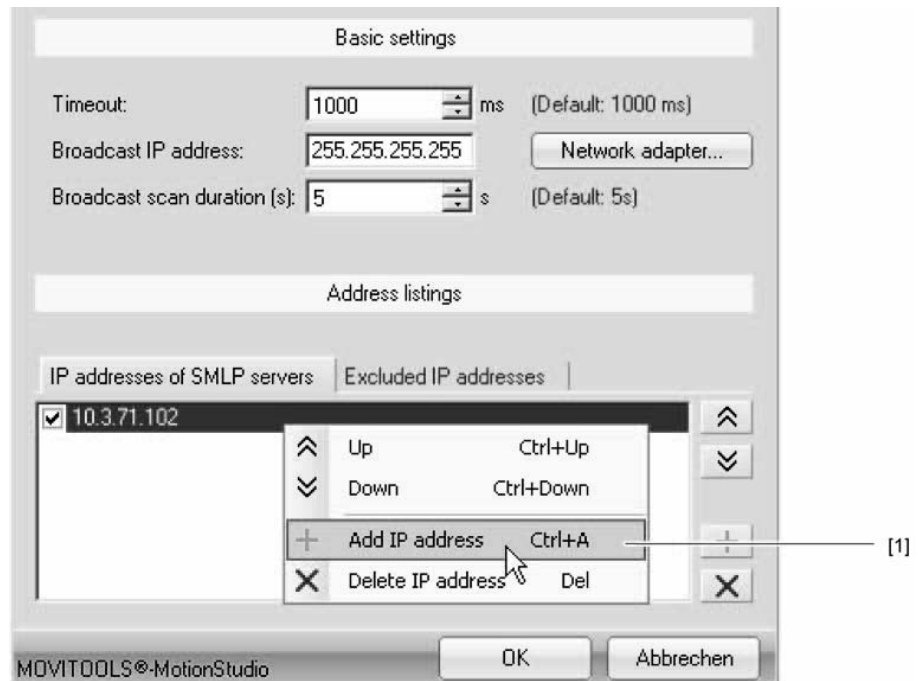 Basic settings
Timeout: 1000 ms (Default: 1000 ms)
Broadcast IP address: 255.255.255.255 Network adapter...
Broadcast scan duration (s): 5 s (Default: 5s)
Address listings
IP addresses of SMLP servers Excluded IP addresses
10.3.71.102
Up Ctrl+Up
Down Ctrl+Down
Add IP address Ctrl+A [1]
Delete IP address Del
MOVITOOLS®-MotionStudio OK Abbrechen